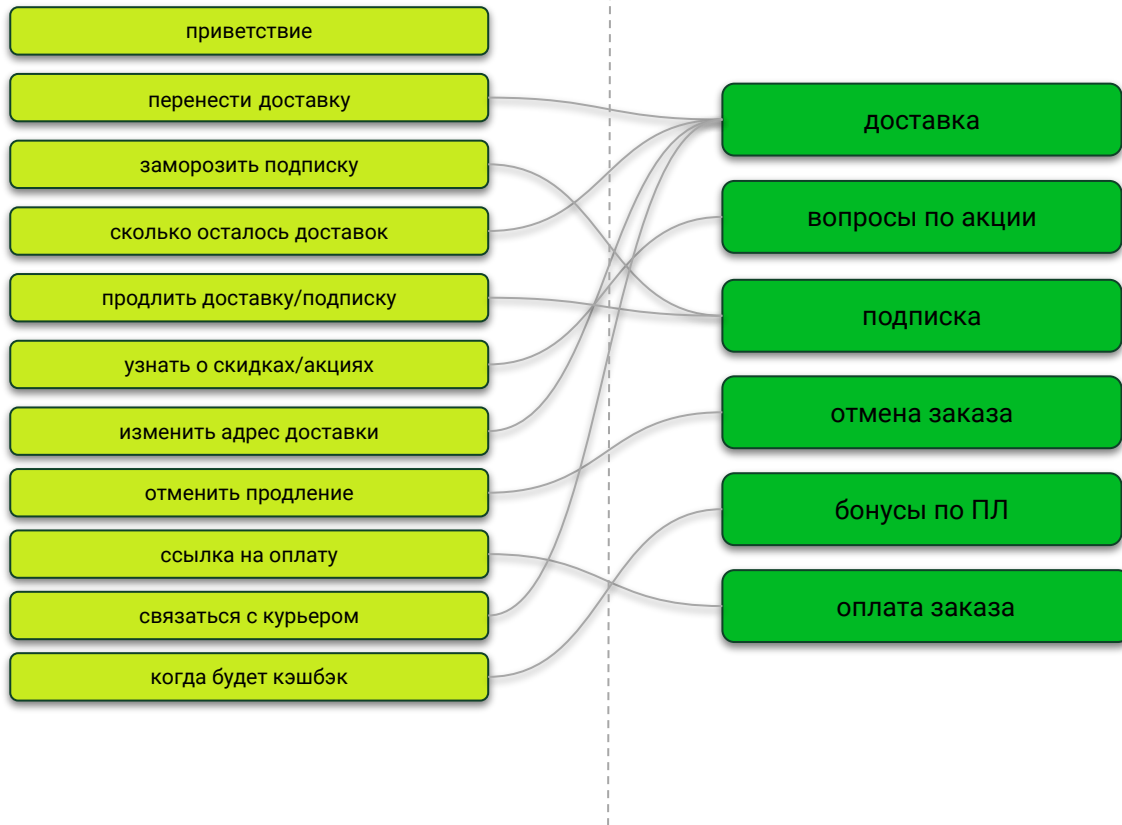 приветствие
перенести доставку
заморозить подписку
сколько осталось доставок
продлить доставку/подписку
узнать о скидках/акциях
изменить адрес доставки
отменить продление
ссылка на оплату
связаться с курьером
когда будет кэшбэк
доставка
вопросы по акции
подписка
отмена заказа
бонусы по ПЛ
оплата заказа